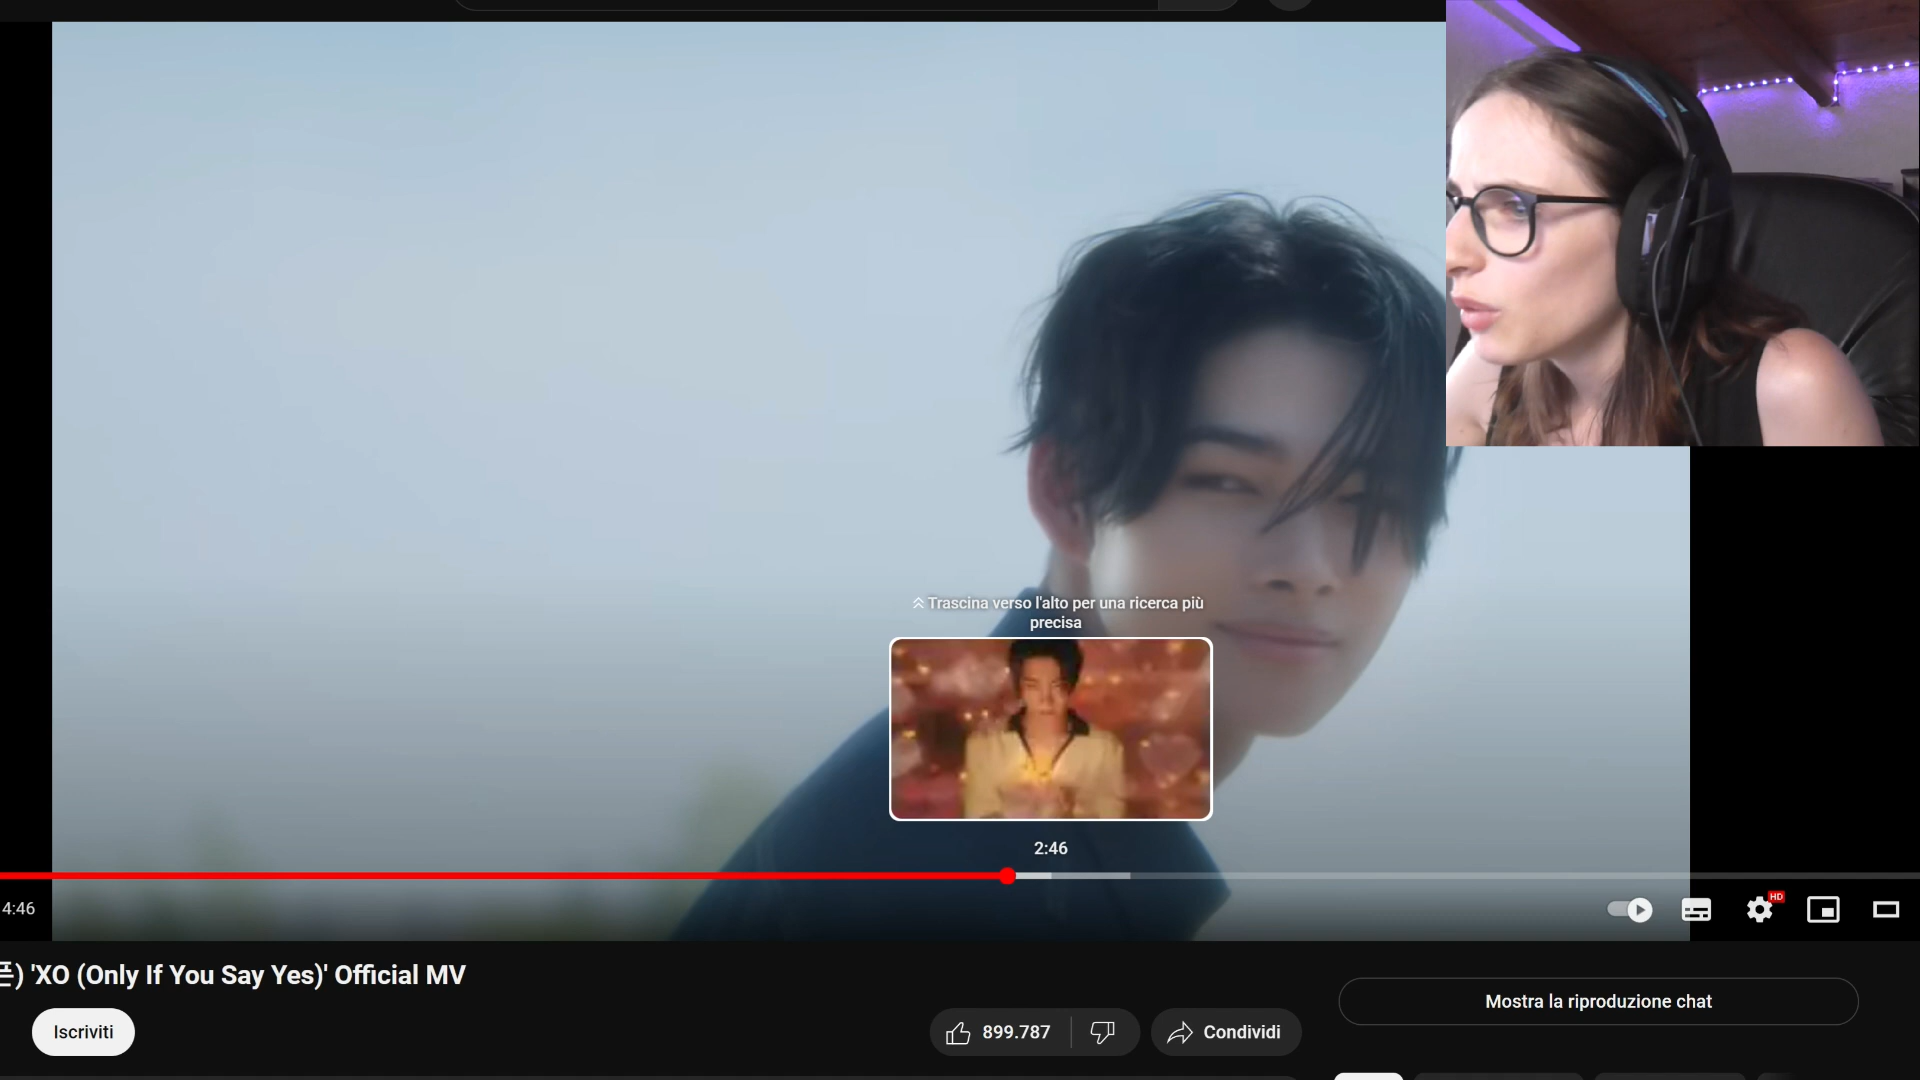 Trascina verso l'alto per una ricerca più
precisa
2:46
4:46
HD
) 'XO (Only If You Say Yes)' Official MV
Iscriviti
899.787
Condividi
Mostra la riproduzione chat